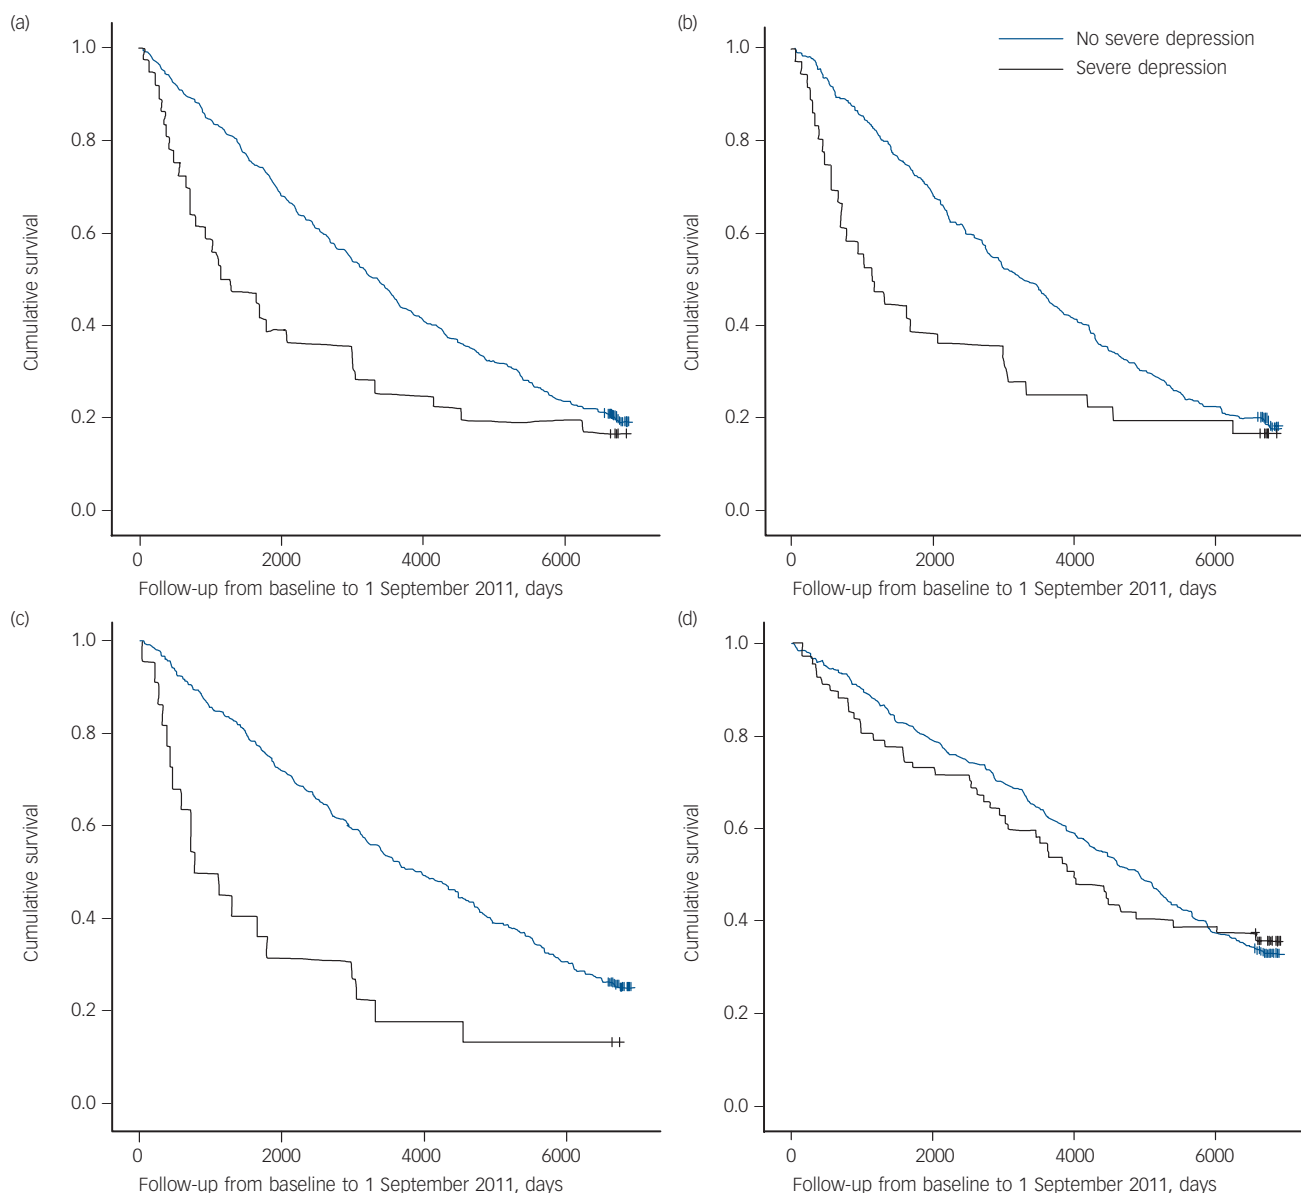 (a)
1.0
0.8
0.6
0.4
0.2
0.0
Cumulative survival
0 2000 4000 6000
Follow-up from baseline to 1 September 2011, days
(b)
No severe depression
Severe depression
1.0
0.8
0.6
0.4
0.2
0.0
Cumulative survival
0 2000 4000 6000
Follow-up from baseline to 1 September 2011, days
(c)
1.0
0.8
0.6
0.4
0.2
0.0
Cumulative survival
0 2000 4000 6000
Follow-up from baseline to 1 September 2011, days
(d)
1.0
0.8
0.6
0.4
0.2
0.0
Cumulative survival
0 2000 4000 6000
Follow-up from baseline to 1 September 2011, days